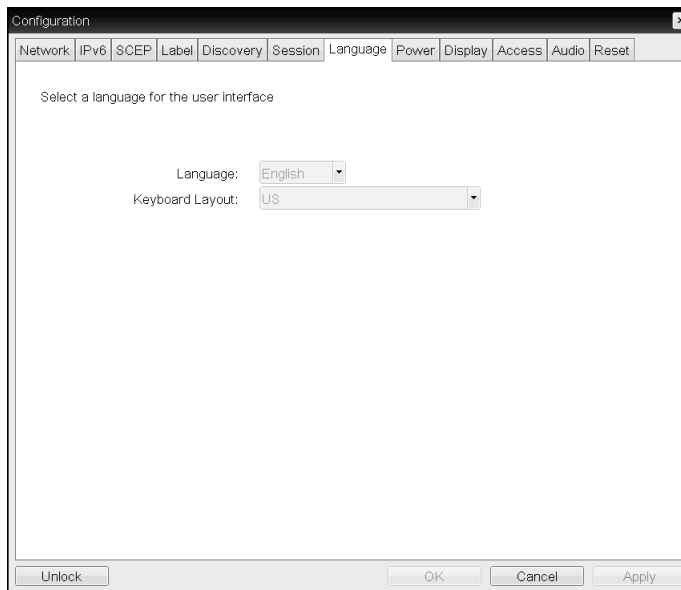 Configuration
Network IPv6 SCEP Label Discovery Session Language Power Display Access Audio Reset
Select a language for the user interface
Language: English
Keyboard Layout: US
Unlock OK Cancel Apply